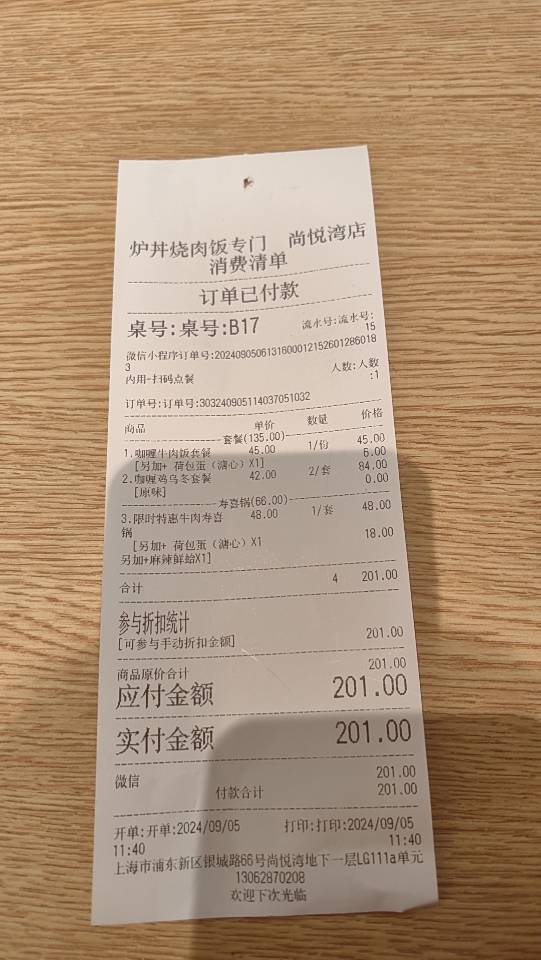 炉丼烧肉饭专门　尚悦湾店
消费清单
订单已付款
桌号:桌号:B17 流水号:流水号:
15
微信小程序订单号:20240905061316000121526012860183
内用-扫码点餐 人数:人数
:1
订单号:订单号:303240905114037051032
商品 单价 数量 价格
套餐(135.00)
1.咖喱牛肉饭套餐 45.00 1/份 45.00
[另加+ 荷包蛋（溏心）X1] 6.00
2.咖喱鸡乌冬套餐 42.00 2/套 84.00
[原味] 0.00
寿喜锅(66.00)
3.限时特惠牛肉寿喜 48.00 1/套 48.00
锅
[另加+ 荷包蛋（溏心）X1 18.00
另加+麻辣鲜蛤X1]
合计 4 201.00
参与折扣统计
[可参与手动折扣金额] 201.00
商品原价合计 201.00
应付金额 201.00
实付金额 201.00
微信 201.00
付款合计 201.00
开单:开单:2024/09/05 打印:打印:2024/09/05
11:40 11:40
上海市浦东新区银城路66号尚悦湾地下一层LG111a单元
13062870208
欢迎下次光临